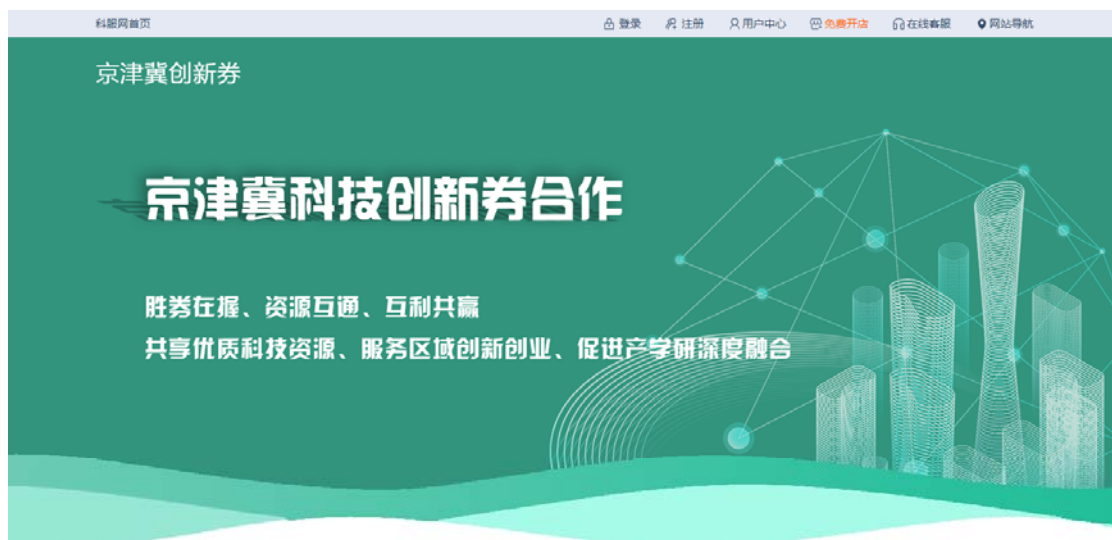 科服网首页 登录 注册 用户中心 免费开店 在线客服 网站导航
京津冀创新券
京津冀科技创新券合作
胜券在握、资源互通、互利共赢
共享优质科技资源、服务区域创新创业、促进产学研深度融合